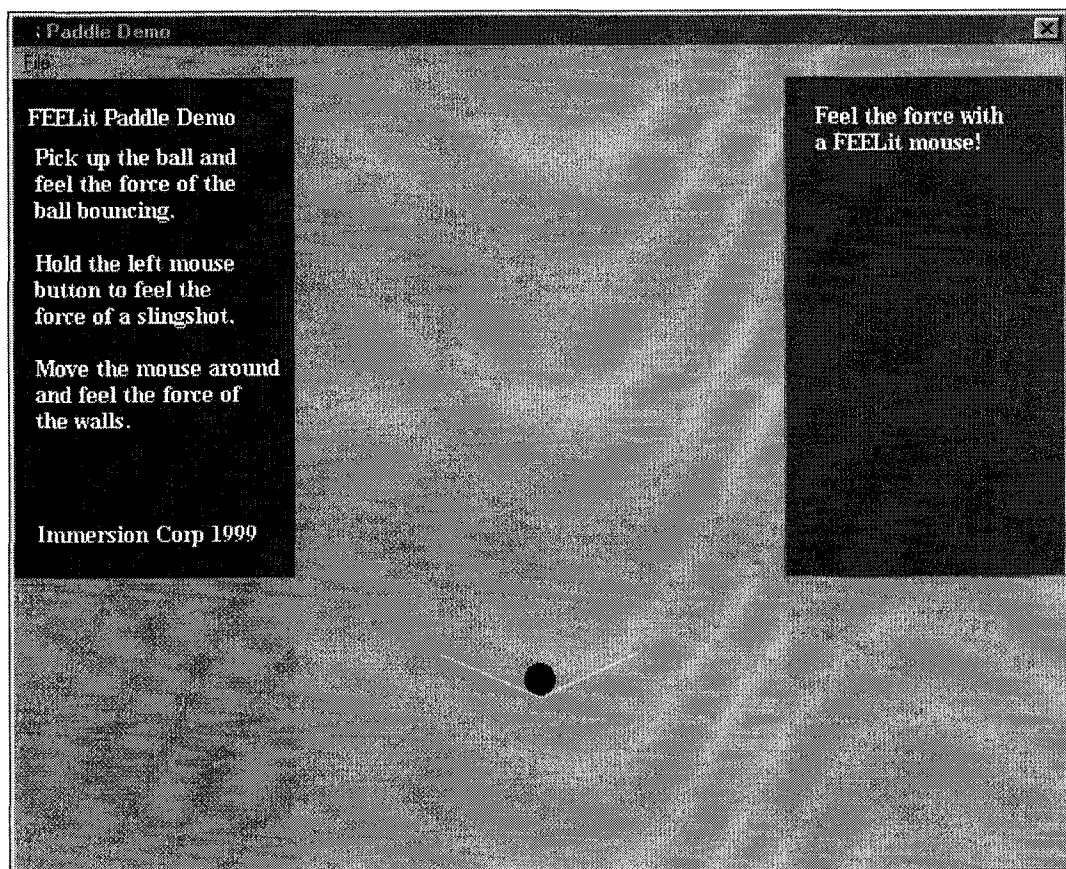 : Paddle Demo
File
FEELit Paddle Demo
Pick up the ball and
feel the force of the
ball bouncing.
Hold the left mouse
button to feel the
force of a slingshot.
Move the mouse around
and feel the force of
the walls.
Immersion Corp 1999
Feel the force with
a FEELit mouse!